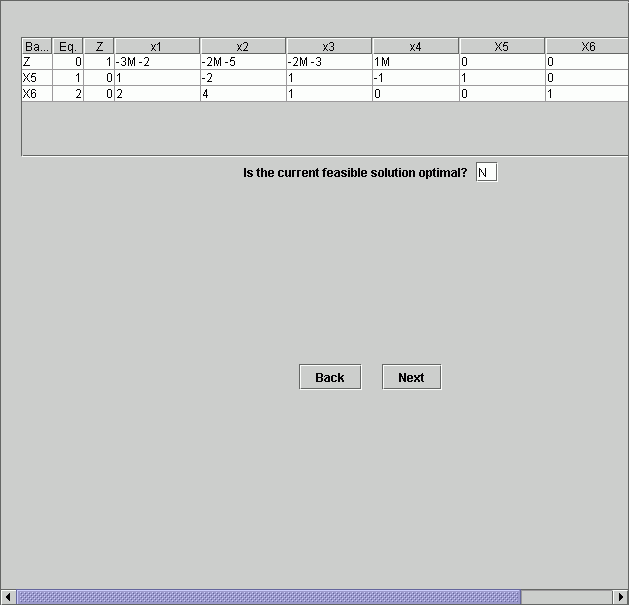 Ba... Eq. Z x1 x2 x3 x4 X5 X6
Z 0 1 -3M -2 -2M -5 -2M -3 1M 0 0
X5 1 0 1 -2 1 -1 1 0
X6 2 0 2 4 1 0 0 1
Is the current feasible solution optimal? N
Back Next